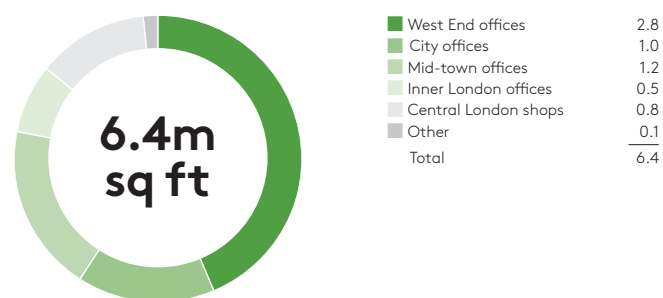 6.4m
sq ft
West End offices 2.8
City offices 1.0
Mid-town offices 1.2
Inner London offices 0.5
Central London shops 0.8
Other 0.1
Total 6.4